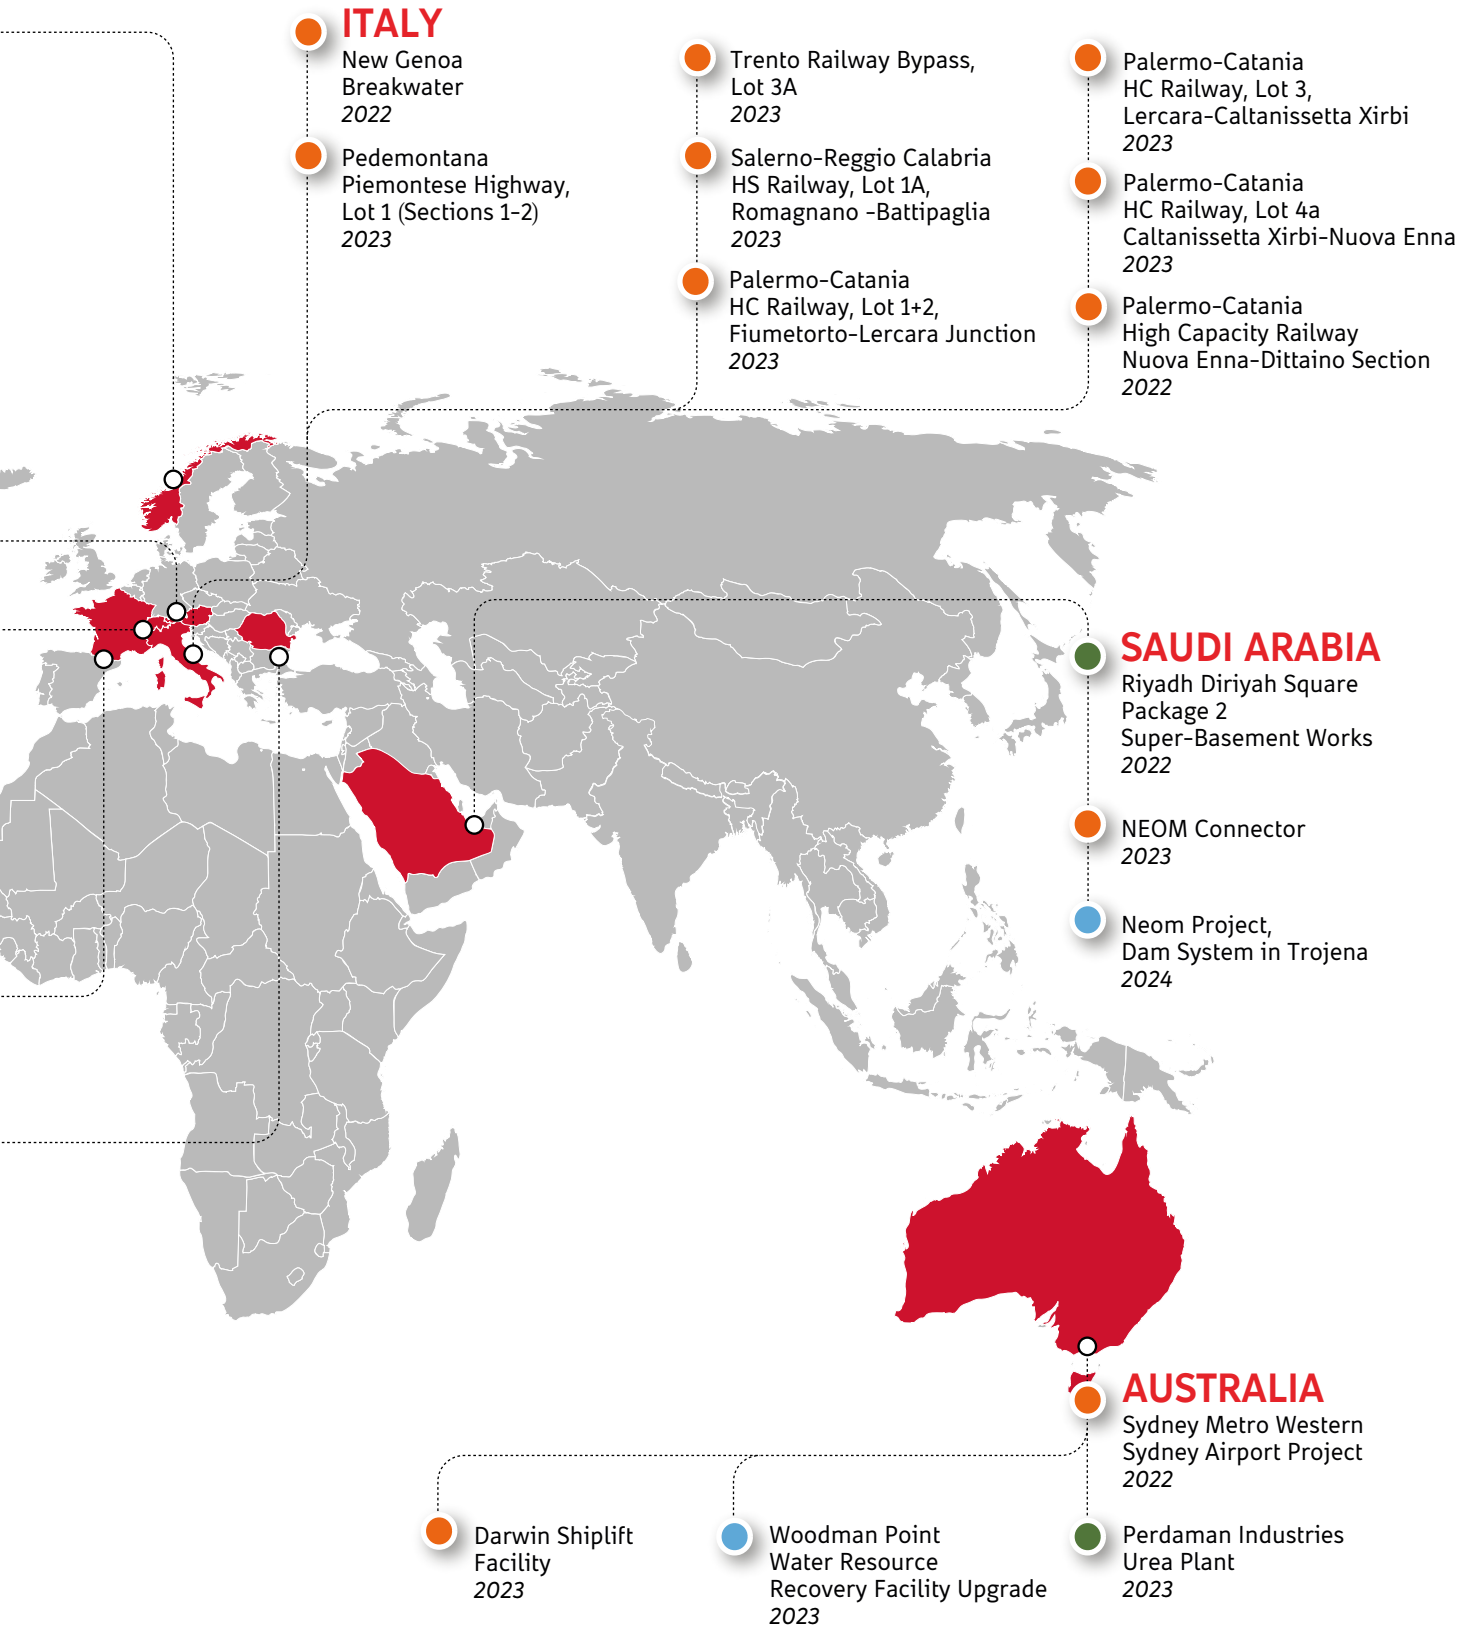 ITALY
New Genoa
Breakwater
2022
Pedemontana
Piemontese Highway,
Lot 1 (Sections 1-2)
2023
Trento Railway Bypass,
Lot 3A
2023
Salerno-Reggio Calabria
HS Railway, Lot 1A,
Romagnano -Battipaglia
2023
Palermo-Catania
HC Railway, Lot 1+2,
Fiumetorto-Lercara Junction
2023
Palermo-Catania
HC Railway, Lot 3,
Lercara-Caltanissetta Xirbi
2023
Palermo-Catania
HC Railway, Lot 4a
Caltanissetta Xirbi-Nuova Enna
2023
Palermo-Catania
High Capacity Railway
Nuova Enna-Dittaino Section
2022
SAUDI ARABIA
Riyadh Diriyah Square
Package 2
Super-Basement Works
2022
NEOM Connector
2023
Neom Project,
Dam System in Trojena
2024
AUSTRALIA
Sydney Metro Western
Sydney Airport Project
2022
Darwin Shiplift
Facility
2023
Woodman Point
Water Resource
Recovery Facility Upgrade
2023
Perdaman Industries
Urea Plant
2023